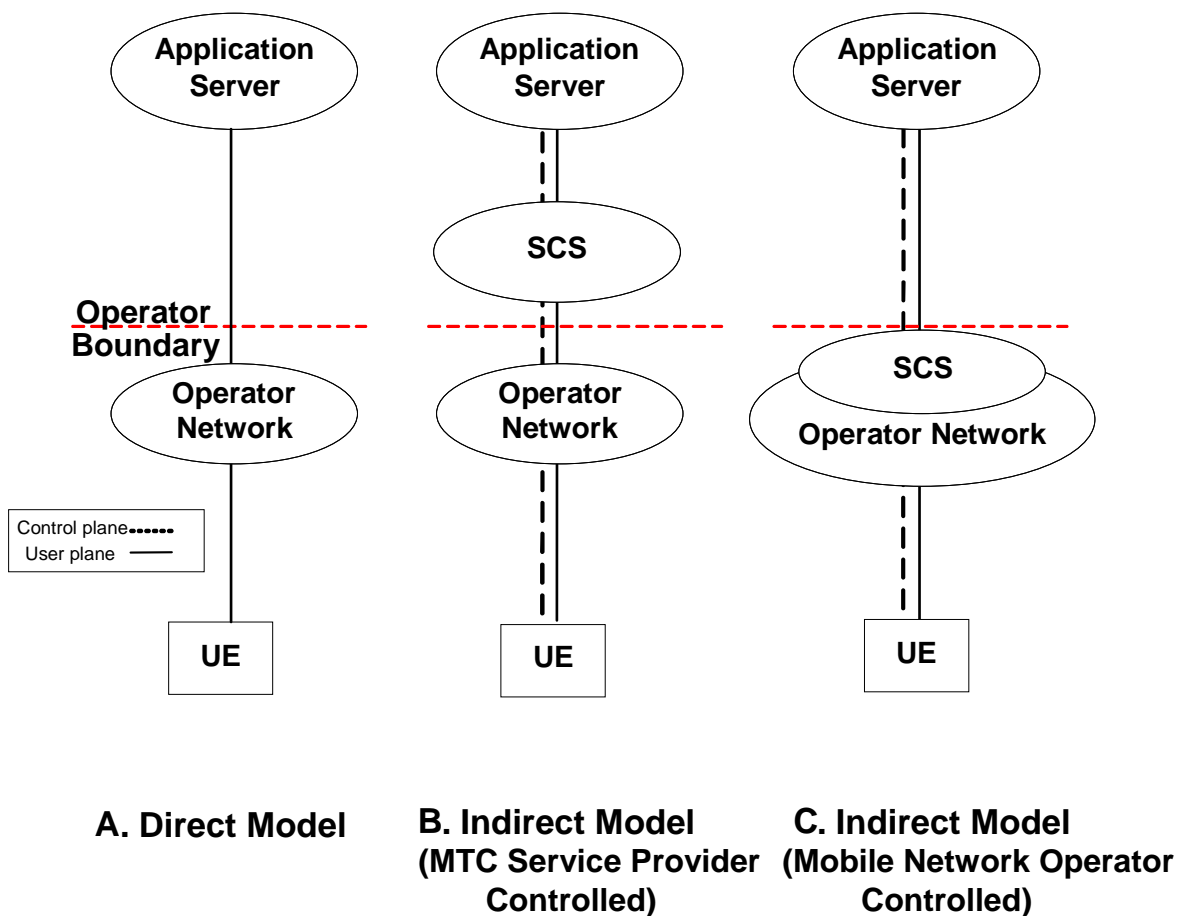 Application
Server
Application
Server
Application
Server
SCS
Operator
Boundary
Operator
Network
Operator
Network
SCS
Operator Network
Control plane
User plane
UE
UE
UE
A. Direct Model
B. Indirect Model
(MTC Service Provider
Controlled)
C. Indirect Model
(Mobile Network Operator
Controlled)